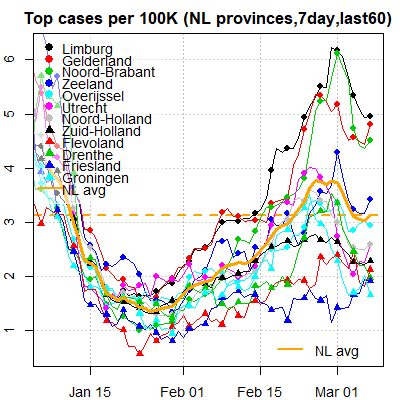 Top cases per 100K (NL provinces,7day,last60)
6
5
4
3
2
1
Limburg
Gelderland
Noord-Brabant
Zeeland
Overijssel
Utrecht
Noord-Holland
Zuid-Holland
Flevoland
Drenthe
Friesland
Groningen
NL avg
NL avg
Jan 15
Feb 01
Feb 15
Mar 01